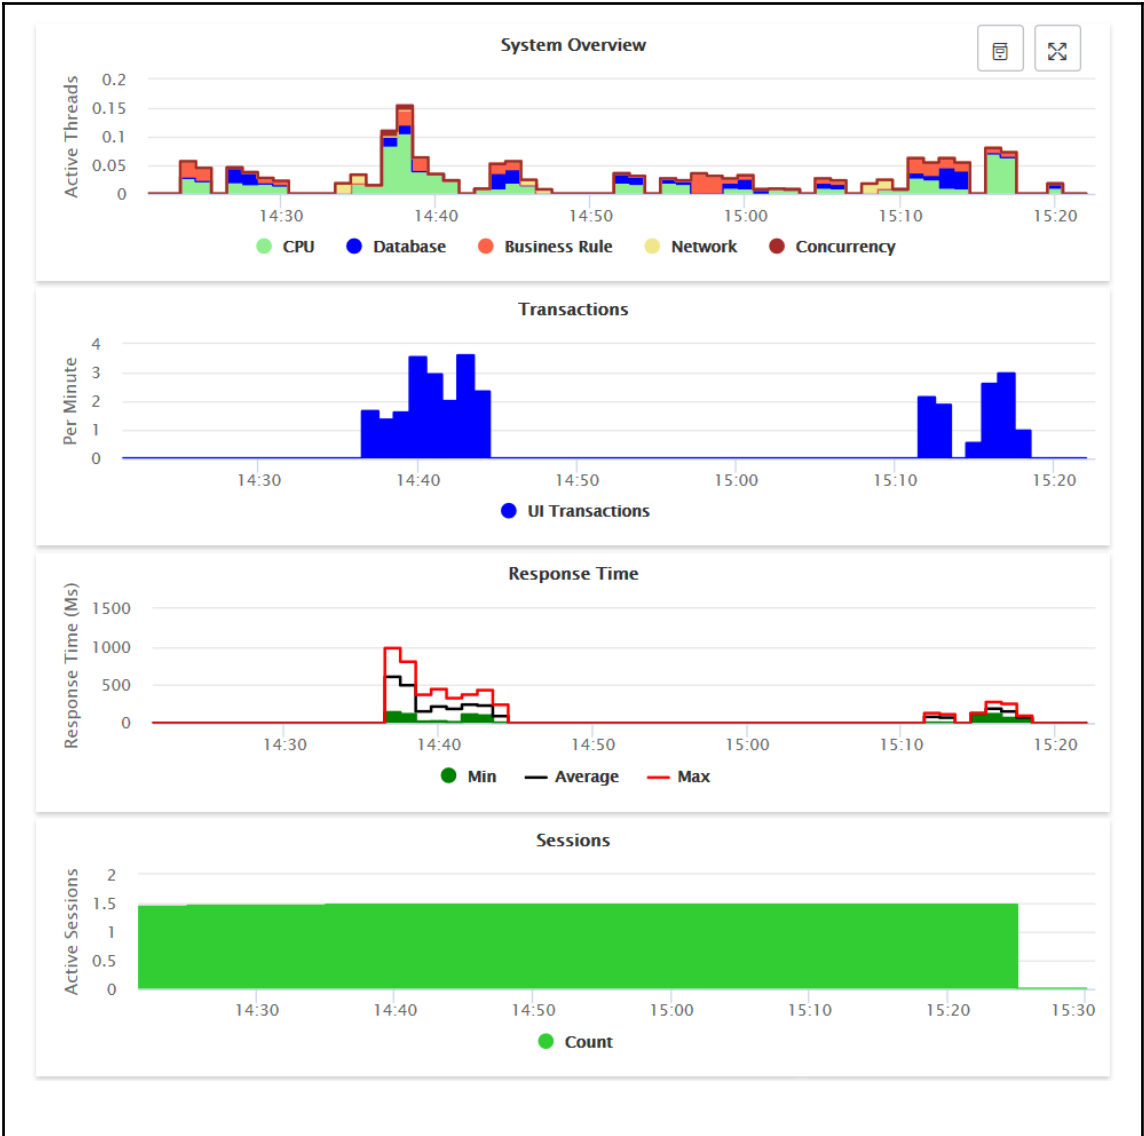 System Overview
Active Threads
0.2
0.15
0.1
0.05
0
14:30 14:40 14:50 15:00 15:10 15:20
CPU Database Business Rule Network Concurrency
Transactions
Per Minute
4
3
2
1
0
14:30 14:40 14:50 15:00 15:10 15:20
UI Transactions
Response Time
Response Time (Ms)
1500
1000
500
0
14:30 14:40 14:50 15:00 15:10 15:20
Min Average Max
Sessions
Active Sessions
2
1.5
1
0.5
0
14:30 14:40 14:50 15:00 15:10 15:20 15:30
Count